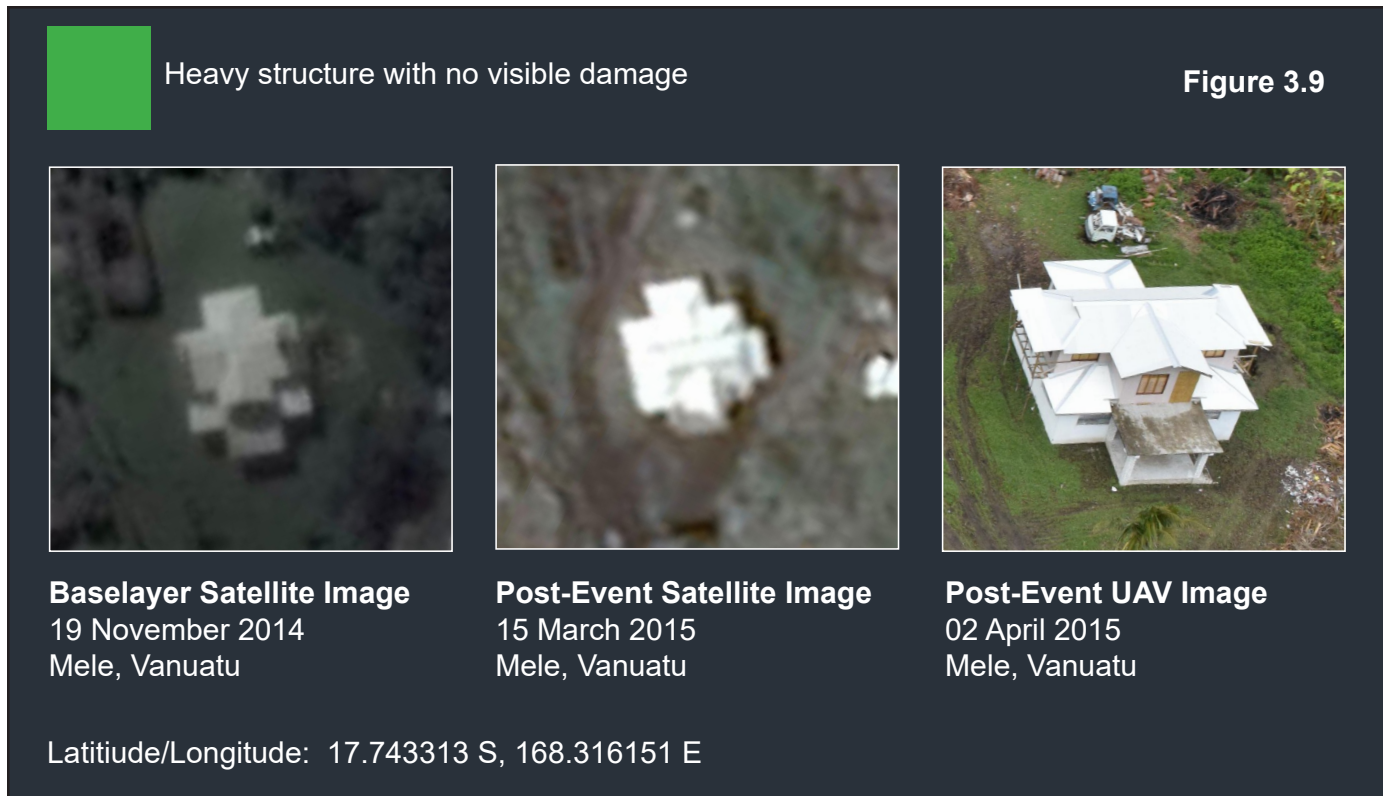 Heavy structure with no visible damage
Figure 3.9
Baselayer Satellite Image
19 November 2014
Mele, Vanuatu
Post-Event Satellite Image
15 March 2015
Mele, Vanuatu
Post-Event UAV Image
02 April 2015
Mele, Vanuatu
Latitiude/Longitude: 17.743313 S, 168.316151 E